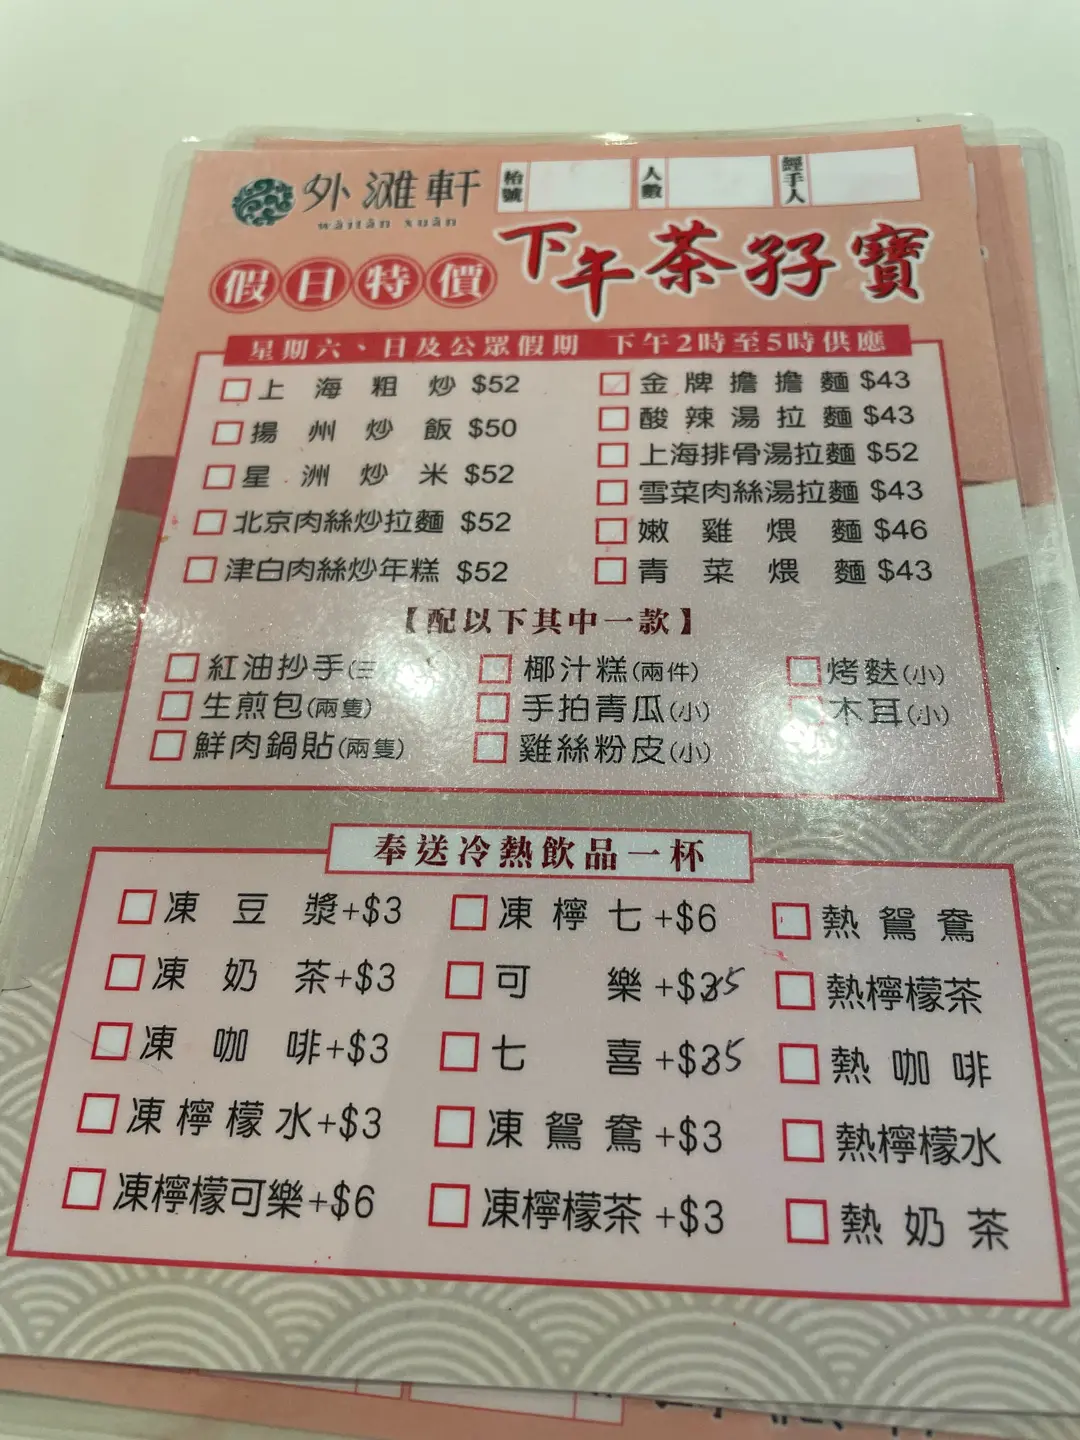 外灘軒
wàitān xuān
枱號 人數 經手人
假日特價
下午茶孖寶
星期六、日及公眾假期 下午2時至5時供應
上海粗炒 $52
揚州炒飯 $50
星洲炒米 $52
北京肉絲炒拉麵 $52
津白肉絲炒年糕 $52
金牌擔擔麵 $43
酸辣湯拉麵 $43
上海排骨湯拉麵 $52
雪菜肉絲湯拉麵 $43
嫩雞煨麵 $46
青菜煨麵 $43
【配以下其中一款】
紅油抄手(三
生煎包(兩隻)
鮮肉鍋貼(兩隻)
椰汁糕(兩件)
手拍青瓜(小)
雞絲粉皮(小)
烤麩(小)
木耳(小)
奉送冷熱飲品一杯
凍豆漿+$3
凍奶茶+$3
凍咖啡+$3
凍檸檬水+$3
凍檸檬可樂+$6
凍檸七+$6
可樂+$35
七喜+$35
凍鴛鴦+$3
凍檸檬茶+$3
熱鴛鴦
熱檸檬茶
熱咖啡
熱檸檬水
熱奶茶